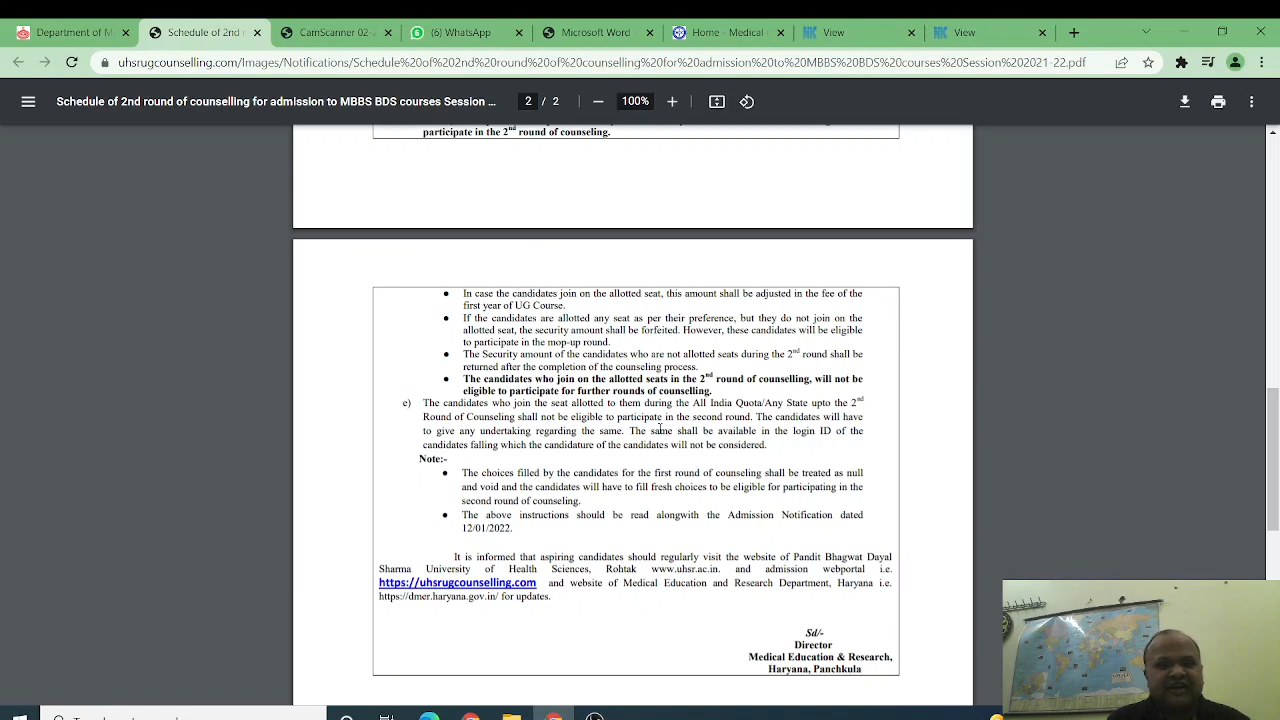 Department of M
Schedule of 2nd r
CamScanner 02-
6
(6) WhatsApp
Microsoft Word -
Home - Medical
NIC View
NIC View
uhsrugcounselling.com/Images/Notifications/Schedule%20of%202nd%20round%20of%20counselling%20for%20admission%20to%20MBBS%20BDS%20courses%20Session%202021-22.pdf
Schedule of 2nd round of counselling for admission to MBBS BDS courses Session ...
2 / 2
100%
participate in the 2nd round of counseling.
• In case the candidates join on the allotted seat, this amount shall be adjusted in the fee of the
first year of UG Course.
• If the candidates are allotted any seat as per their preference, but they do not join on the
allotted seat, the security amount shall be forfeited. However, these candidates will be eligible
to participate in the mop-up round.
• The Security amount of the candidates who are not allotted seats during the 2nd round shall be
returned after the completion of the counseling process.
• The candidates who join on the allotted seats in the 2nd round of counselling, will not be
eligible to participate for further rounds of counselling.
e) The candidates who join the seat allotted to them during the All India Quota/Any State upto the 2nd
Round of Counseling shall not be eligible to participate in the second round. The candidates will have
to give any undertaking regarding the same. The same shall be available in the login ID of the
candidates falling which the candidature of the candidates will not be considered.
Note:-
• The choices filled by the candidates for the first round of counseling shall be treated as null
and void and the candidates will have to fill fresh choices to be eligible for participating in the
second round of counseling.
• The above instructions should be read alongwith the Admission Notification dated
12/01/2022.
It is informed that aspiring candidates should regularly visit the website of Pandit Bhagwat Dayal
Sharma University of Health Sciences, Rohtak www.uhsr.ac.in. and admission webportal i.e.
https://uhsrugcounselling.com and website of Medical Education and Research Department, Haryana i.e.
https://dmer.haryana.gov.in/ for updates.
Sd/-
Director
Medical Education & Research,
Haryana, Panchkula